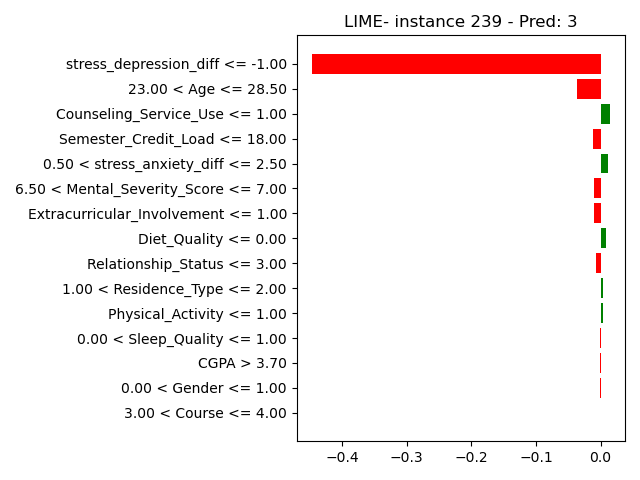 LIME- instance 239 - Pred: 3
stress_depression_diff <= -1.00
23.00 < Age <= 28.50
Counseling_Service_Use <= 1.00
Semester_Credit_Load <= 18.00
0.50 < stress_anxiety_diff <= 2.50
6.50 < Mental_Severity_Score <= 7.00
Extracurricular_Involvement <= 1.00
Diet_Quality <= 0.00
Relationship_Status <= 3.00
1.00 < Residence_Type <= 2.00
Physical_Activity <= 1.00
0.00 < Sleep_Quality <= 1.00
CGPA > 3.70
0.00 < Gender <= 1.00
3.00 < Course <= 4.00
−0.4 −0.3 −0.2 −0.1 0.0